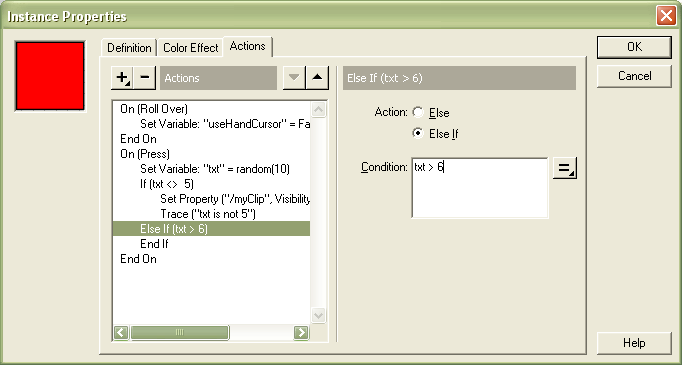 Instance Properties
Definition Color Effect Actions
OK
Cancel
+ - Actions
Else If (txt > 6)
On (Roll Over)
Set Variable: "useHandCursor" = Fa
End On
On (Press)
Set Variable: "txt" = random(10)
If (txt <> 5)
Set Property ("/myClip", Visibility
Trace ("txt is not 5")
Else If (txt > 6)
End If
End On
Action: Else
Else If
Condition: txt > 6
=
Help